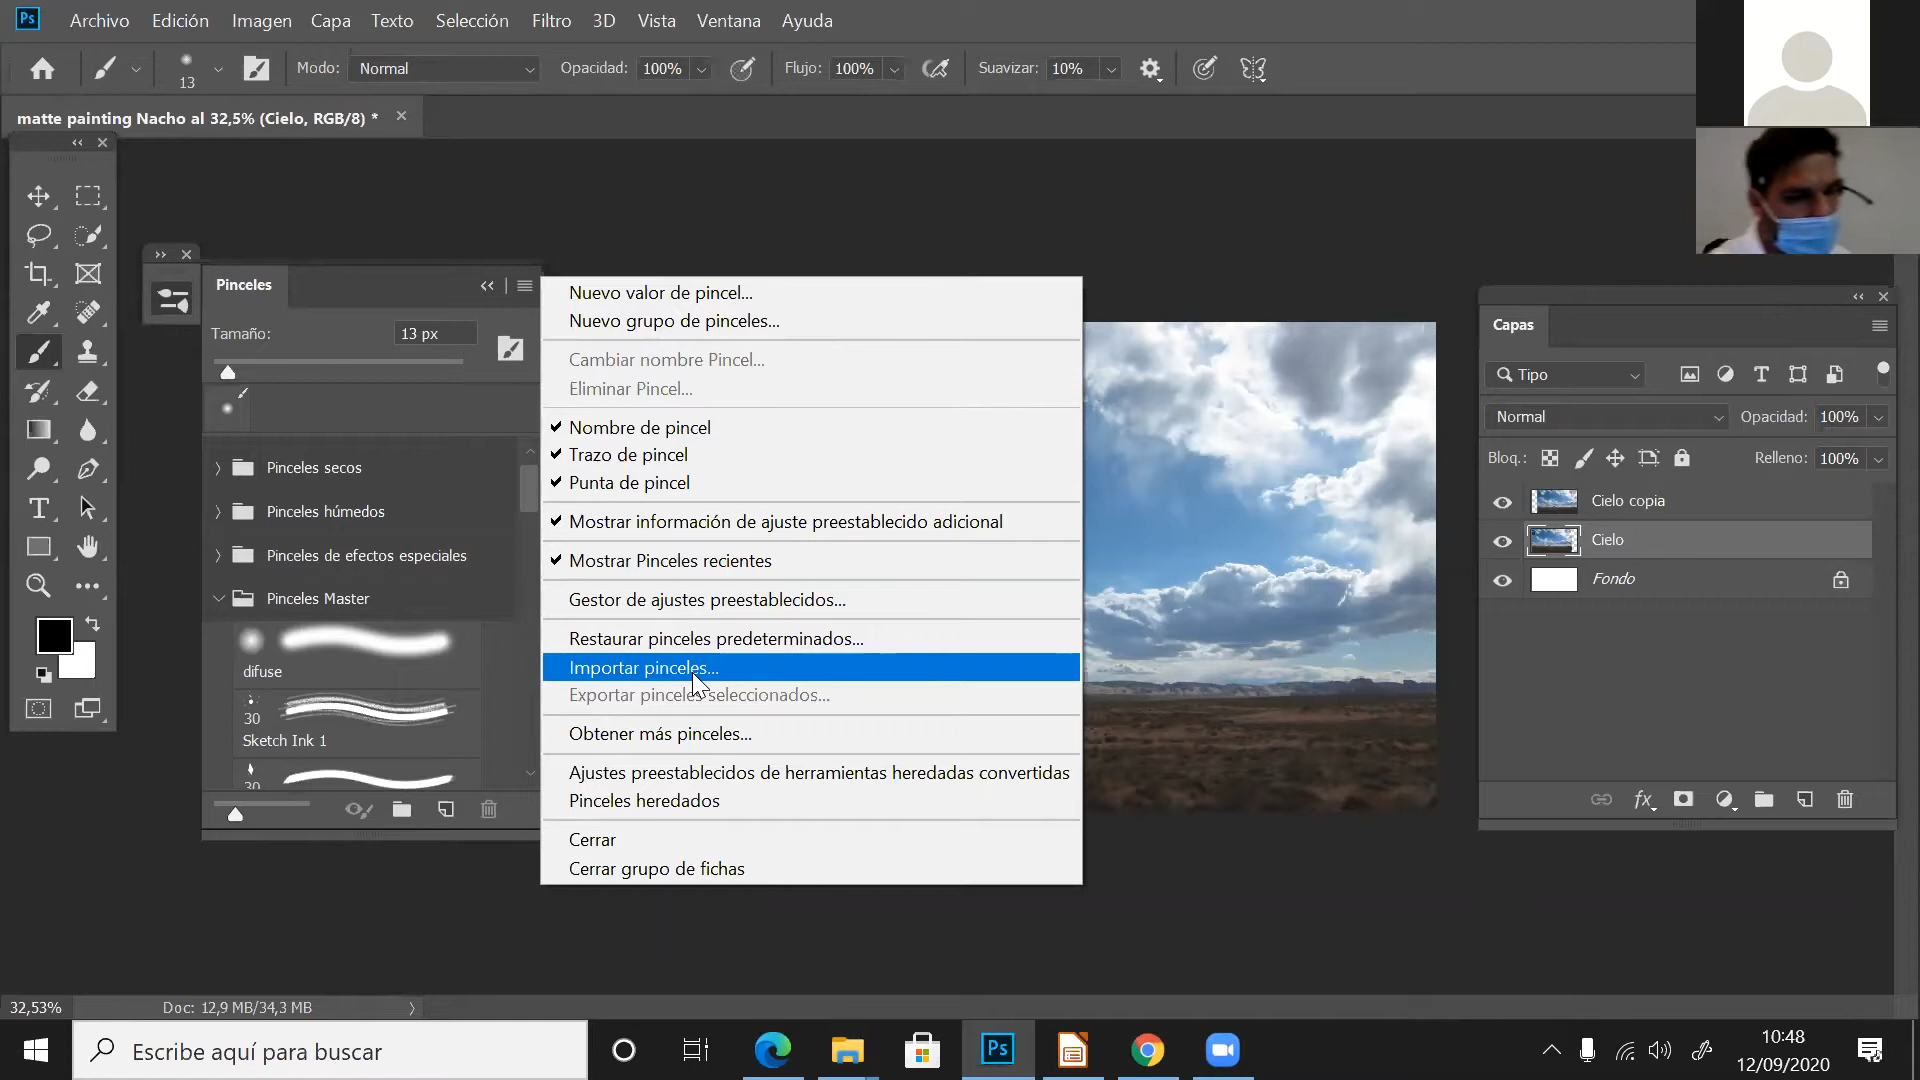 Ps Archivo Edición Imagen Capa Texto Selección Filtro 3D Vista Ventana Ayuda
13 Modo: Normal Opacidad: 100% Flujo: 100% Suavizar: 10%
matte painting Nacho al 32,5% (Cielo, RGB/8) *
Pinceles
Tamaño: 13 px
Pinceles secos
Pinceles húmedos
Pinceles de efectos especiales
Pinceles Master
difuse
30
Sketch Ink 1
30
Nuevo valor de pincel...
Nuevo grupo de pinceles...
Cambiar nombre Pincel...
Eliminar Pincel...
Nombre de pincel
Trazo de pincel
Punta de pincel
Mostrar información de ajuste preestablecido adicional
Mostrar Pinceles recientes
Gestor de ajustes preestablecidos...
Restaurar pinceles predeterminados...
Importar pinceles...
Exportar pinceles seleccionados...
Obtener más pinceles...
Ajustes preestablecidos de herramientas heredadas convertidas
Pinceles heredados
Cerrar
Cerrar grupo de fichas
Capas
Tipo
Normal Opacidad: 100%
Bloq.: Relleno: 100%
Cielo copia
Cielo
Fondo
fx
32,53% Doc: 12,9 MB/34,3 MB
Escribe aquí para buscar
Ps
10:48
12/09/2020